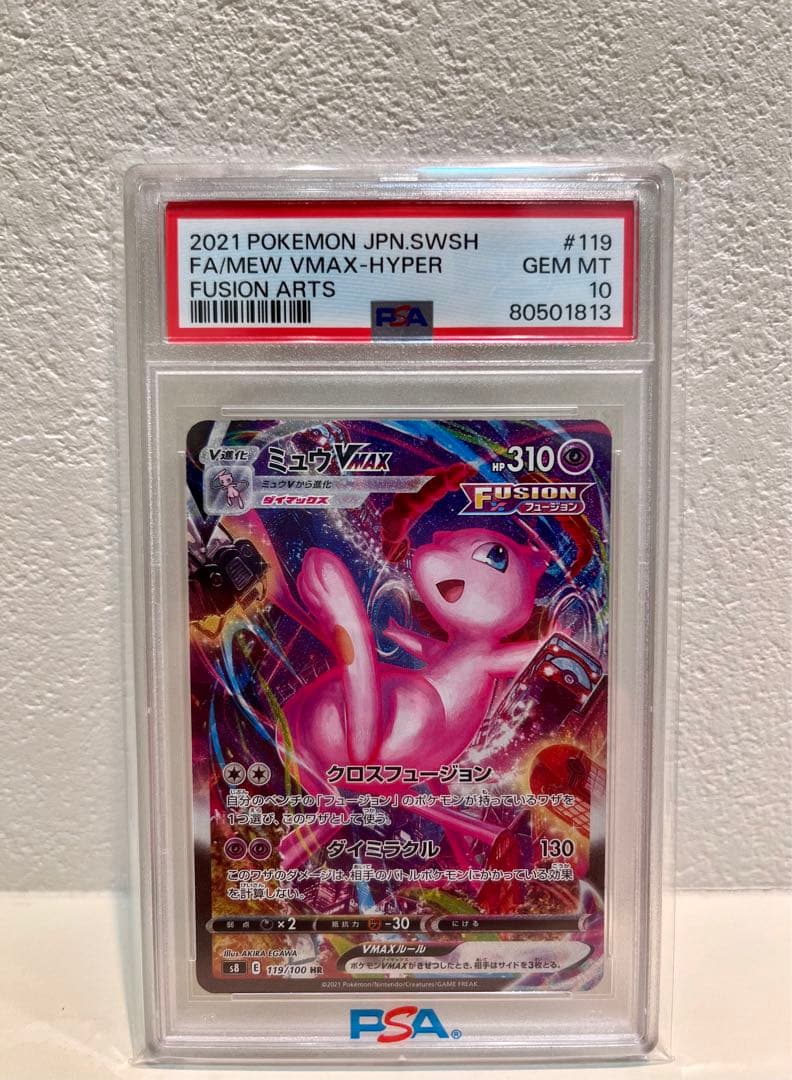 2021 POKEMON JPN.SWSH #119
FA/MEW VMAX-HYPER GEM MT
FUSION ARTS 10
80501813
PSA
V進化
ミュウVMAX
HP310
ミュウVから進化
ダイマックス
FUSION
フュージョン
クロスフュージョン
自分のベンチの「フュージョン」のポケモンが持っているワザを
1つ選び、このワザとして使う。
ダイミラクル 130
このワザのダメージは、相手のバトルポケモンにかかっている効果
を計算しない。
弱点 ×2 抵抗力 -30 にげる
Illus. AKIRA EGAWA
VMAXルール
ポケモンVMAXがきぜつしたとき、相手はサイドを3枚とる。
s8 E 119/100 HR
©2021 Pokémon/Nintendo/Creatures/GAME FREAK.
PSA®